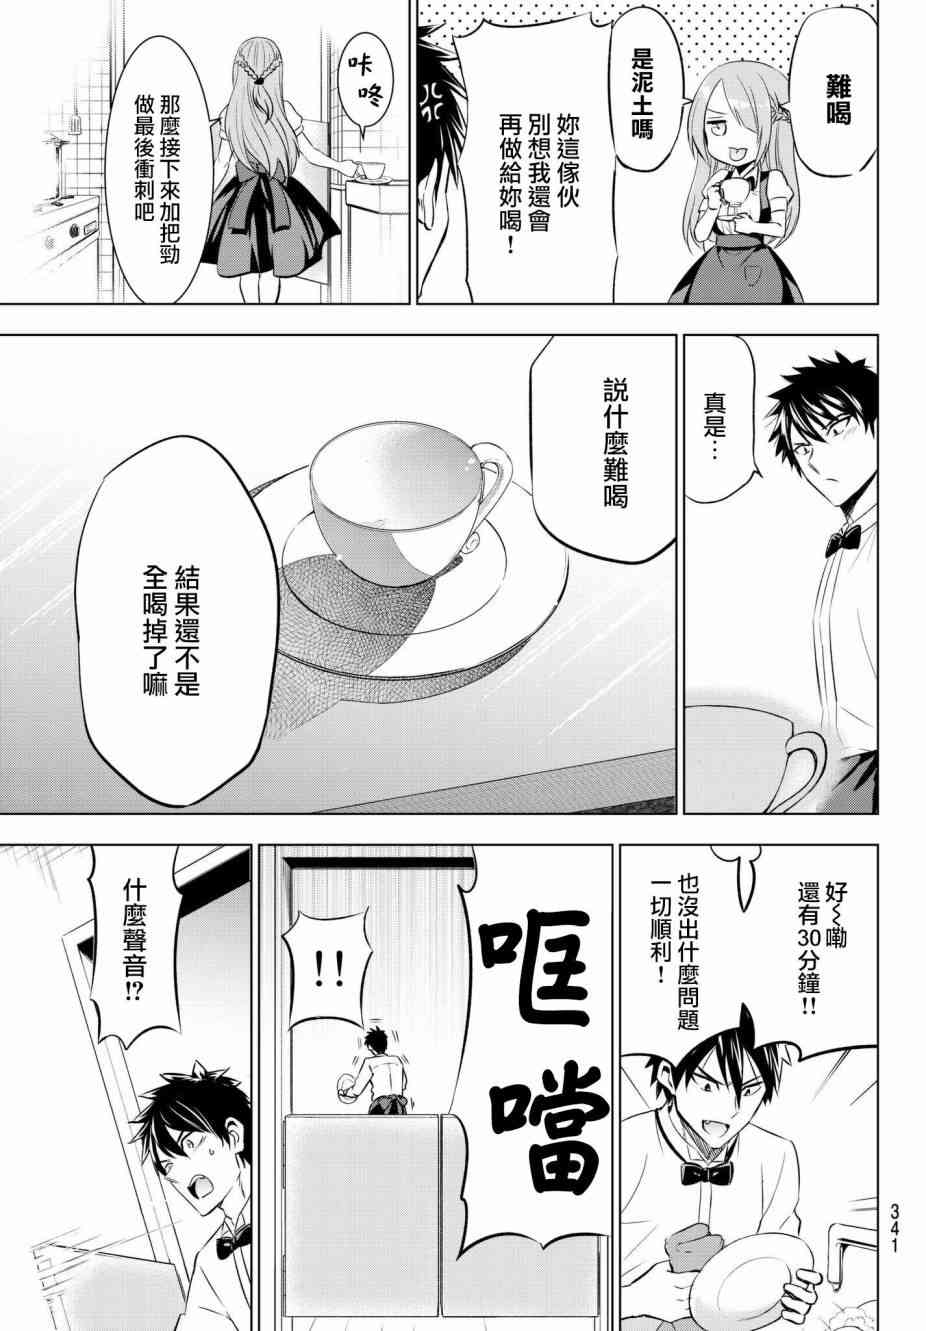 難喝
是泥土嗎
妳這傢伙
別想我還會
再做給妳喝！
咔
咚
那麼接下來加把勁
做最後衝刺吧
真是…
説什麼難喝
結果還不是
全喝掉了嘛
好～嘞
還有30分鐘!!
也沒出什麼問題
一切順利！
哐
噹
!!
什麼聲音!?
341